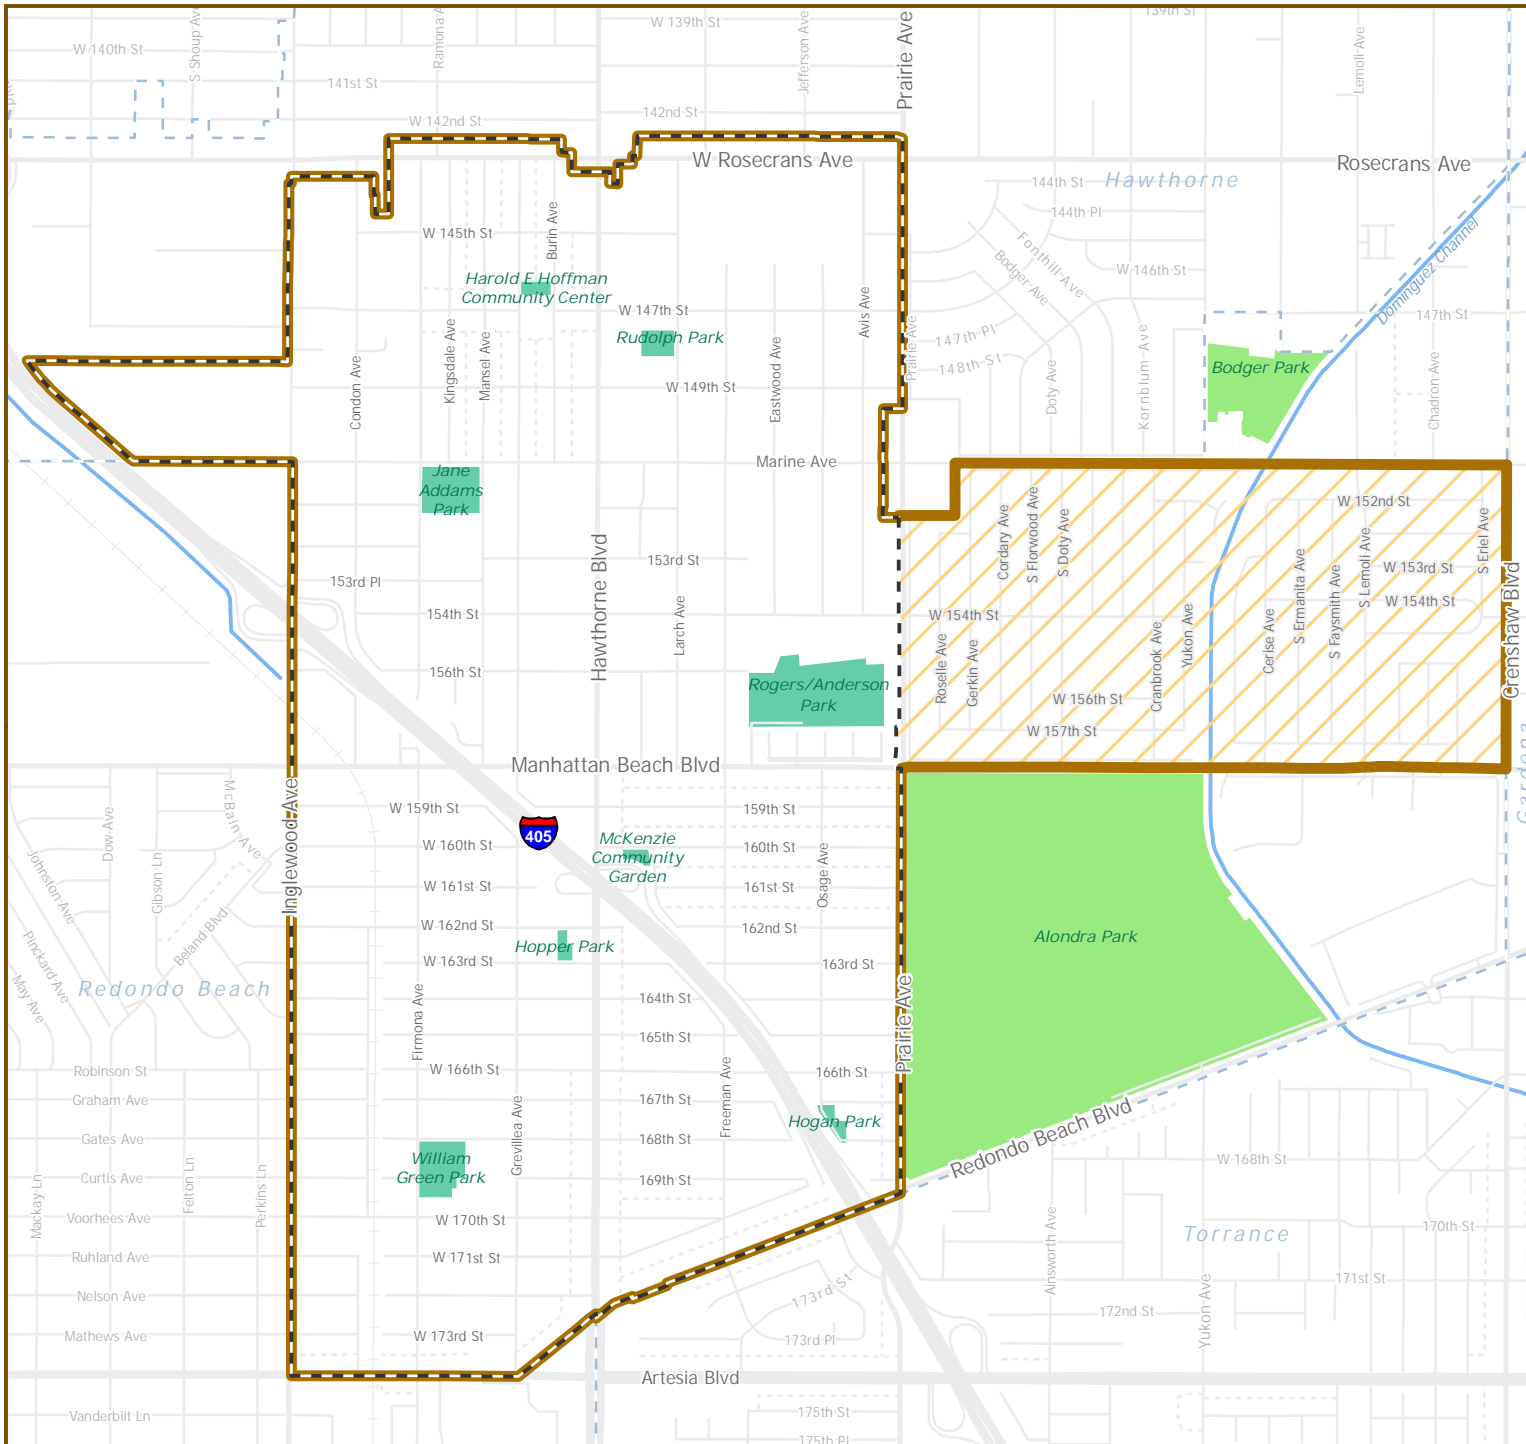 W 140th St
S Shoup Av
Ramona A
W 139th St
Jefferson Ave
Prairie Ave
139th St
Lemoli Ave
141st St
W 142nd St
142nd St
W Rosecrans Ave
Rosecrans Ave
Hawthorne
144th St
144th Pl
W 145th St
Burin Ave
Fonthill Ave
Bodger Ave
W 146th St
Dominguez Channel
Harold E Hoffman
Community Center
W 147th St
Rudolph Park
Avis Ave
Prairie Ave
147th Pl
148th St
147th St
Kingsdale Ave
Mansel Ave
Condon Ave
Eastwood Ave
W 149th St
Doty Ave
Kornblum Ave
Bodger Park
Chadron Ave
Marine Ave
Jane
Addams
Park
Hawthorne Blvd
153rd St
153rd Pl
154th St
Larch Ave
156th St
Rogers/Anderson
Park
Cordary Ave
S Florwood Ave
S Doty Ave
W 152nd St
S Eriel Ave
W 153rd St
W 154th St
S Lemoli Ave
S Ermanita Ave
S Faysmith Ave
Cerise Ave
Yukon Ave
Cranbrook Ave
W 154th St
Roselle Ave
Gerkin Ave
W 156th St
W 157th St
Crenshaw Blvd
Gardena
Manhattan Beach Blvd
Inglewood Ave
W 159th St
405
159th St
McBain Ave
Dow Ave
Johnston Ave
Gibson Ln
Beland Blvd
Pinckard Ave
May Ave
Redondo Beach
W 160th St
McKenzie
Community
Garden
160th St
Osage Ave
W 161st St
161st St
W 162nd St
162nd St
Hopper Park
W 163rd St
163rd St
Alondra Park
Firmona Ave
164th St
165th St
Prairie Ave
Robinson St
W 166th St
166th St
Freeman Ave
Graham Ave
167th St
Hogan Park
Redondo Beach Blvd
Gates Ave
Grevillea Ave
168th St
W 168th St
William
Green Park
Curtis Ave
169th St
Mackay Ln
Felton Ln
Perkins Ln
Voorhees Ave
W 170th St
170th St
Torrance
Ainsworth Ave
Ruhland Ave
W 171st St
171st St
Nelson Ave
173rd St
172nd St
Yukon Ave
Mathews Ave
W 173rd St
173rd Pl
Artesia Blvd
Vanderbilt Ln
175th St
175th Pl